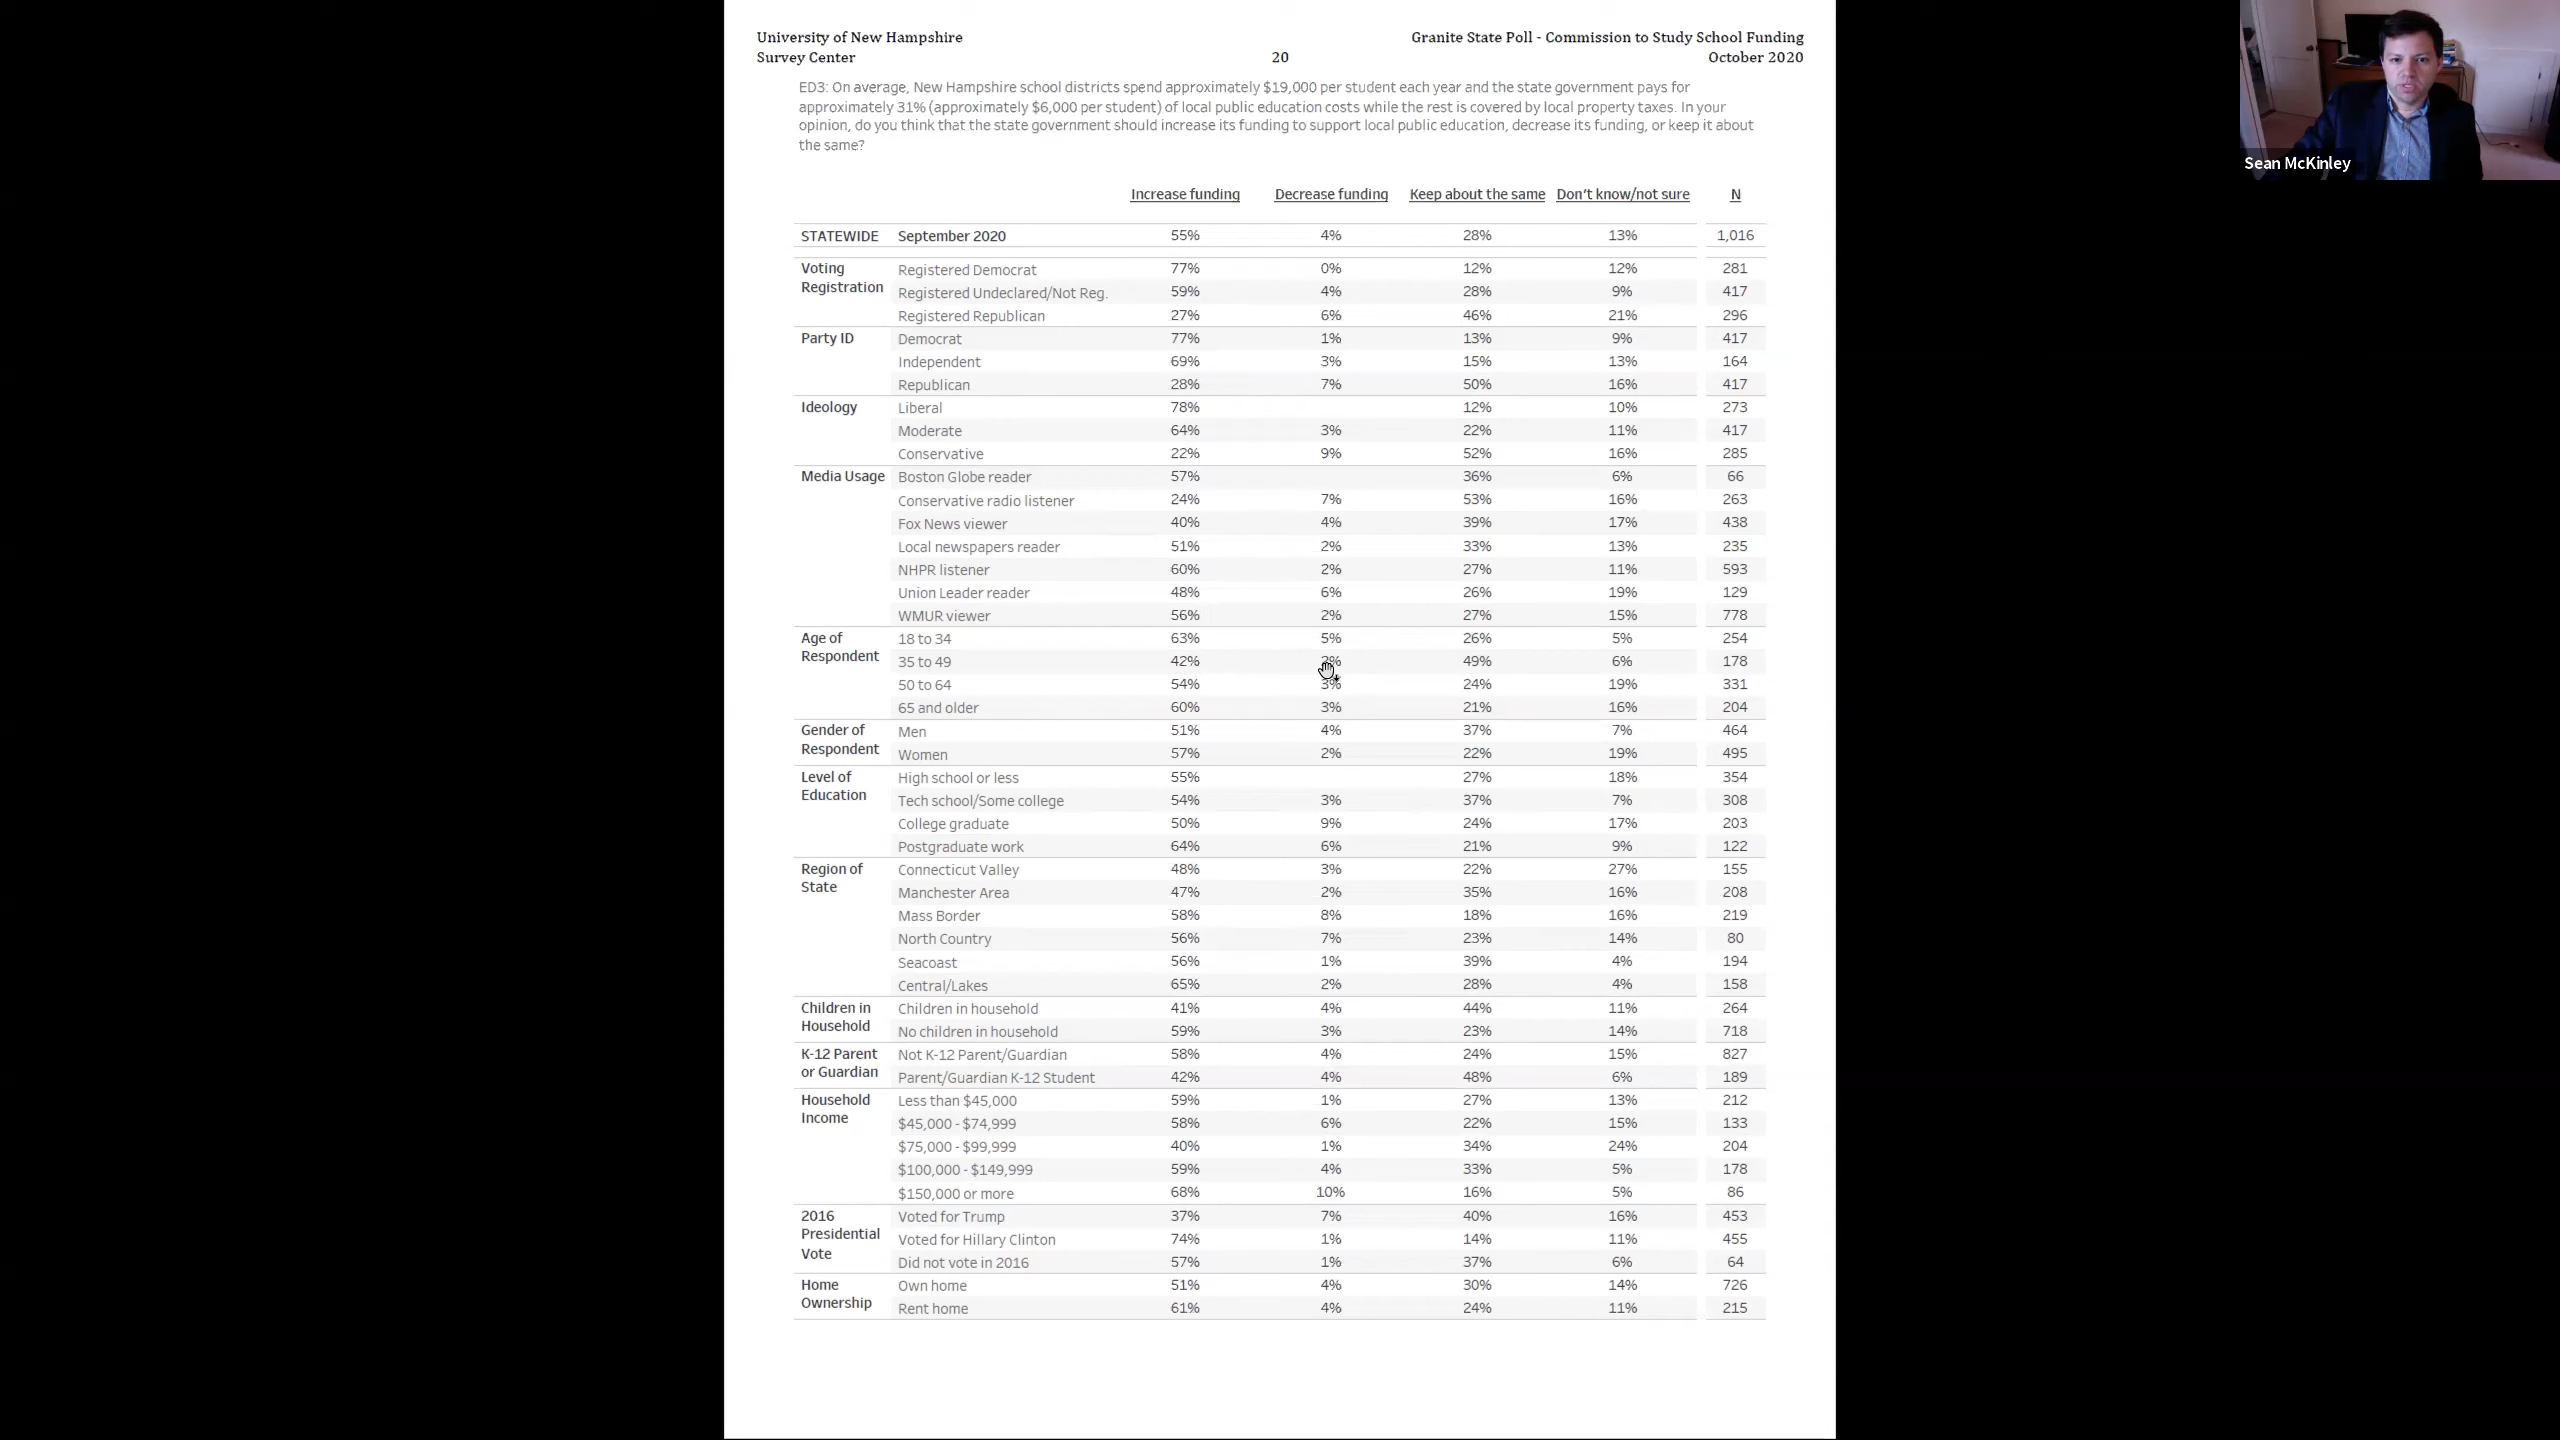 University of New Hampshire
Survey Center
20
Granite State Poll - Commission to Study School Funding
October 2020
Sean McKinley
ED3: On average, New Hampshire school districts spend approximately $19,000 per student each year and the state government pays for
approximately 31% (approximately $6,000 per student) of local public education costs while the rest is covered by local property taxes. In your
opinion, do you think that the state government should increase its funding to support local public education, decrease its funding, or keep it about
the same?
Increase funding Decrease funding Keep about the same Don't know/not sure N
STATEWIDE September 2020 55% 4% 28% 13% 1,016
Voting Registration Registered Democrat 77% 0% 12% 12% 281
Registered Undeclared/Not Reg. 59% 4% 28% 9% 417
Registered Republican 27% 6% 46% 21% 296
Party ID Democrat 77% 1% 13% 9% 417
Independent 69% 3% 15% 13% 164
Republican 28% 7% 50% 16% 417
Ideology Liberal 78% 12% 10% 273
Moderate 64% 3% 22% 11% 417
Conservative 22% 9% 52% 16% 285
Media Usage Boston Globe reader 57% 36% 6% 66
Conservative radio listener 24% 7% 53% 16% 263
Fox News viewer 40% 4% 39% 17% 438
Local newspapers reader 51% 2% 33% 13% 235
NHPR listener 60% 2% 27% 11% 593
Union Leader reader 48% 6% 26% 19% 129
WMUR viewer 56% 2% 27% 15% 778
Age of Respondent 18 to 34 63% 5% 26% 5% 254
35 to 49 42% 49% 6% 178
50 to 64 54% 3% 24% 19% 331
65 and older 60% 3% 21% 16% 204
Gender of Respondent Men 51% 4% 37% 7% 464
Women 57% 2% 22% 19% 495
Level of Education High school or less 55% 27% 18% 354
Tech school/Some college 54% 3% 37% 7% 308
College graduate 50% 9% 24% 17% 203
Postgraduate work 64% 6% 21% 9% 122
Region of State Connecticut Valley 48% 3% 22% 27% 155
Manchester Area 47% 2% 35% 16% 208
Mass Border 58% 8% 18% 16% 219
North Country 56% 7% 23% 14% 80
Seacoast 56% 1% 39% 4% 194
Central/Lakes 65% 2% 28% 4% 158
Children in Household Children in household 41% 4% 44% 11% 264
No children in household 59% 3% 23% 14% 718
K-12 Parent or Guardian Not K-12 Parent/Guardian 58% 4% 24% 15% 827
Parent/Guardian K-12 Student 42% 4% 48% 6% 189
Household Income Less than $45,000 59% 1% 27% 13% 212
$45,000 - $74,999 58% 6% 22% 15% 133
$75,000 - $99,999 40% 1% 34% 24% 204
$100,000 - $149,999 59% 4% 33% 5% 178
$150,000 or more 68% 10% 16% 5% 86
2016 Presidential Vote Voted for Trump 37% 7% 40% 16% 453
Voted for Hillary Clinton 74% 1% 14% 11% 455
Did not vote in 2016 57% 1% 37% 6% 64
Home Ownership Own home 51% 4% 30% 14% 726
Rent home 61% 4% 24% 11% 215